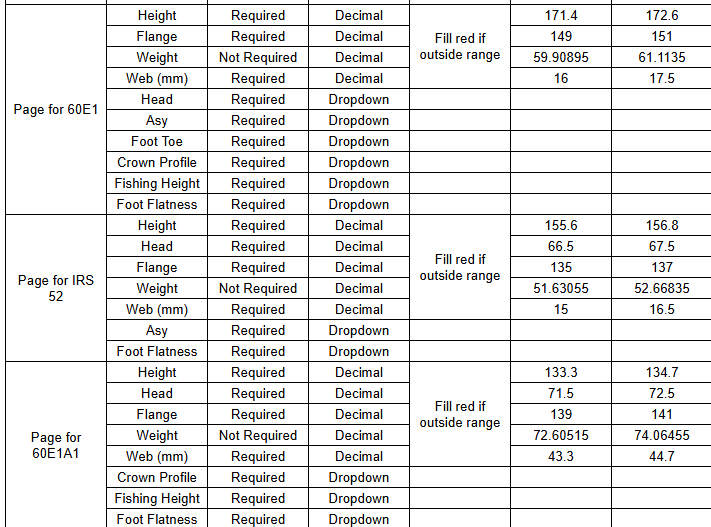 Height Required Decimal 171.4 172.6
Flange Required Decimal Fill red if 149 151
Weight Not Required Decimal outside range 59.90895 61.1135
Web (mm) Required Decimal 16 17.5
Page for 60E1 Head Required Dropdown
Asy Required Dropdown
Foot Toe Required Dropdown
Crown Profile Required Dropdown
Fishing Height Required Dropdown
Foot Flatness Required Dropdown
Height Required Decimal 155.6 156.8
Head Required Decimal 66.5 67.5
Flange Required Decimal Fill red if 135 137
Page for IRS Weight Not Required Decimal outside range 51.63055 52.66835
52 Web (mm) Required Decimal 15 16.5
Asy Required Dropdown
Foot Flatness Required Dropdown
Height Required Decimal 133.3 134.7
Head Required Decimal 71.5 72.5
Flange Required Decimal Fill red if 139 141
Page for Weight Not Required Decimal outside range 72.60515 74.06455
60E1A1 Web (mm) Required Decimal 43.3 44.7
Crown Profile Required Dropdown
Fishing Height Required Dropdown
Foot Flatness Required Dropdown